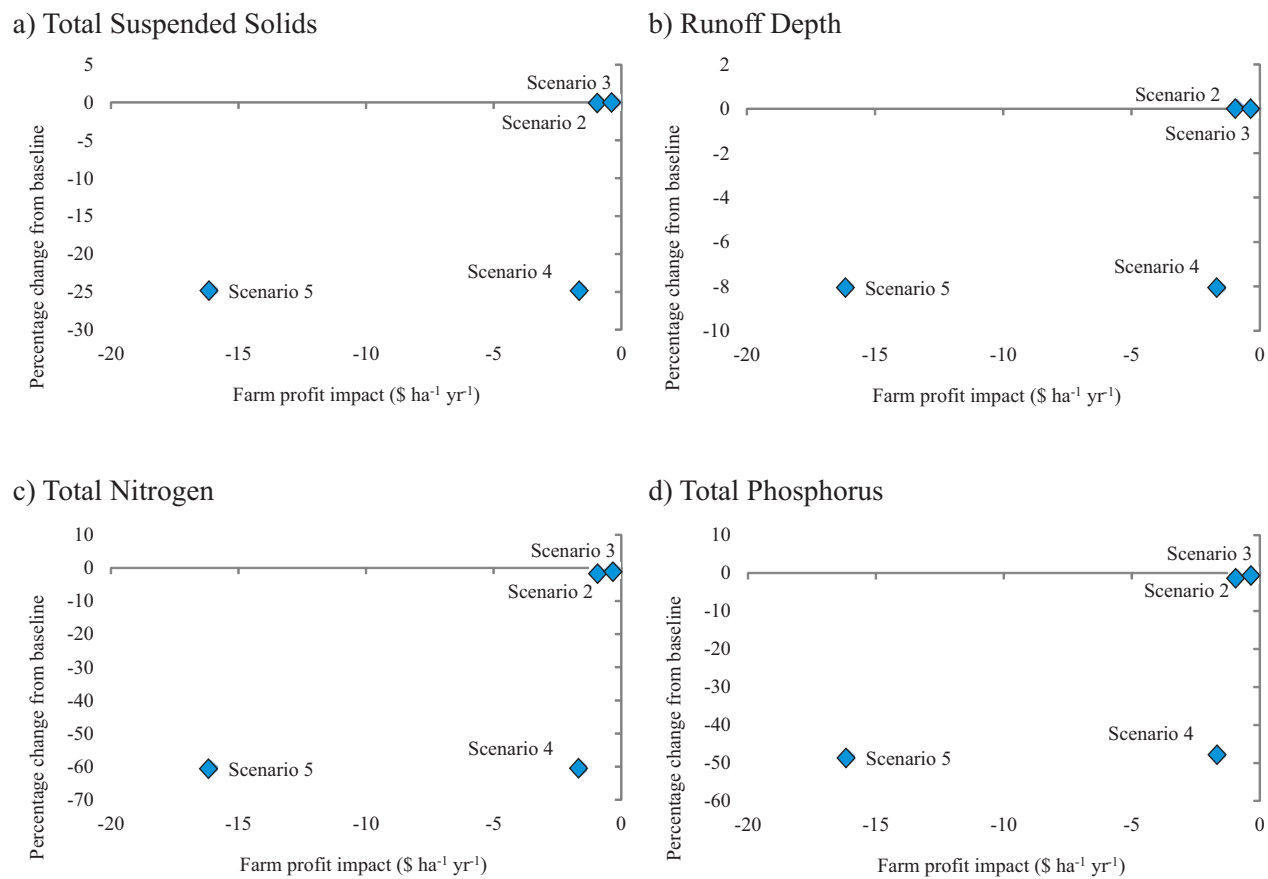 a) Total Suspended Solids
5
0
-5
-10
-15
-20
-25
-30
-20
-15
-10
-5
0
Percentage change from baseline
Farm profit impact ($ ha⁻¹ yr⁻¹)
Scenario 3
Scenario 2
Scenario 4
Scenario 5
b) Runoff Depth
2
0
-2
-4
-6
-8
-10
-20
-15
-10
-5
0
Percentage change from baseline
Farm profit impact ($ ha⁻¹ yr⁻¹)
Scenario 2
Scenario 3
Scenario 4
Scenario 5
c) Total Nitrogen
10
0
-10
-20
-30
-40
-50
-60
-70
-20
-15
-10
-5
0
Percentage change from baseline
Farm profit impact ($ ha⁻¹ yr⁻¹)
Scenario 3
Scenario 2
Scenario 4
Scenario 5
d) Total Phosphorus
10
0
-10
-20
-30
-40
-50
-60
-20
-15
-10
-5
0
Percentage change from baseline
Farm profit impact ($ ha⁻¹ yr⁻¹)
Scenario 3
Scenario 2
Scenario 4
Scenario 5